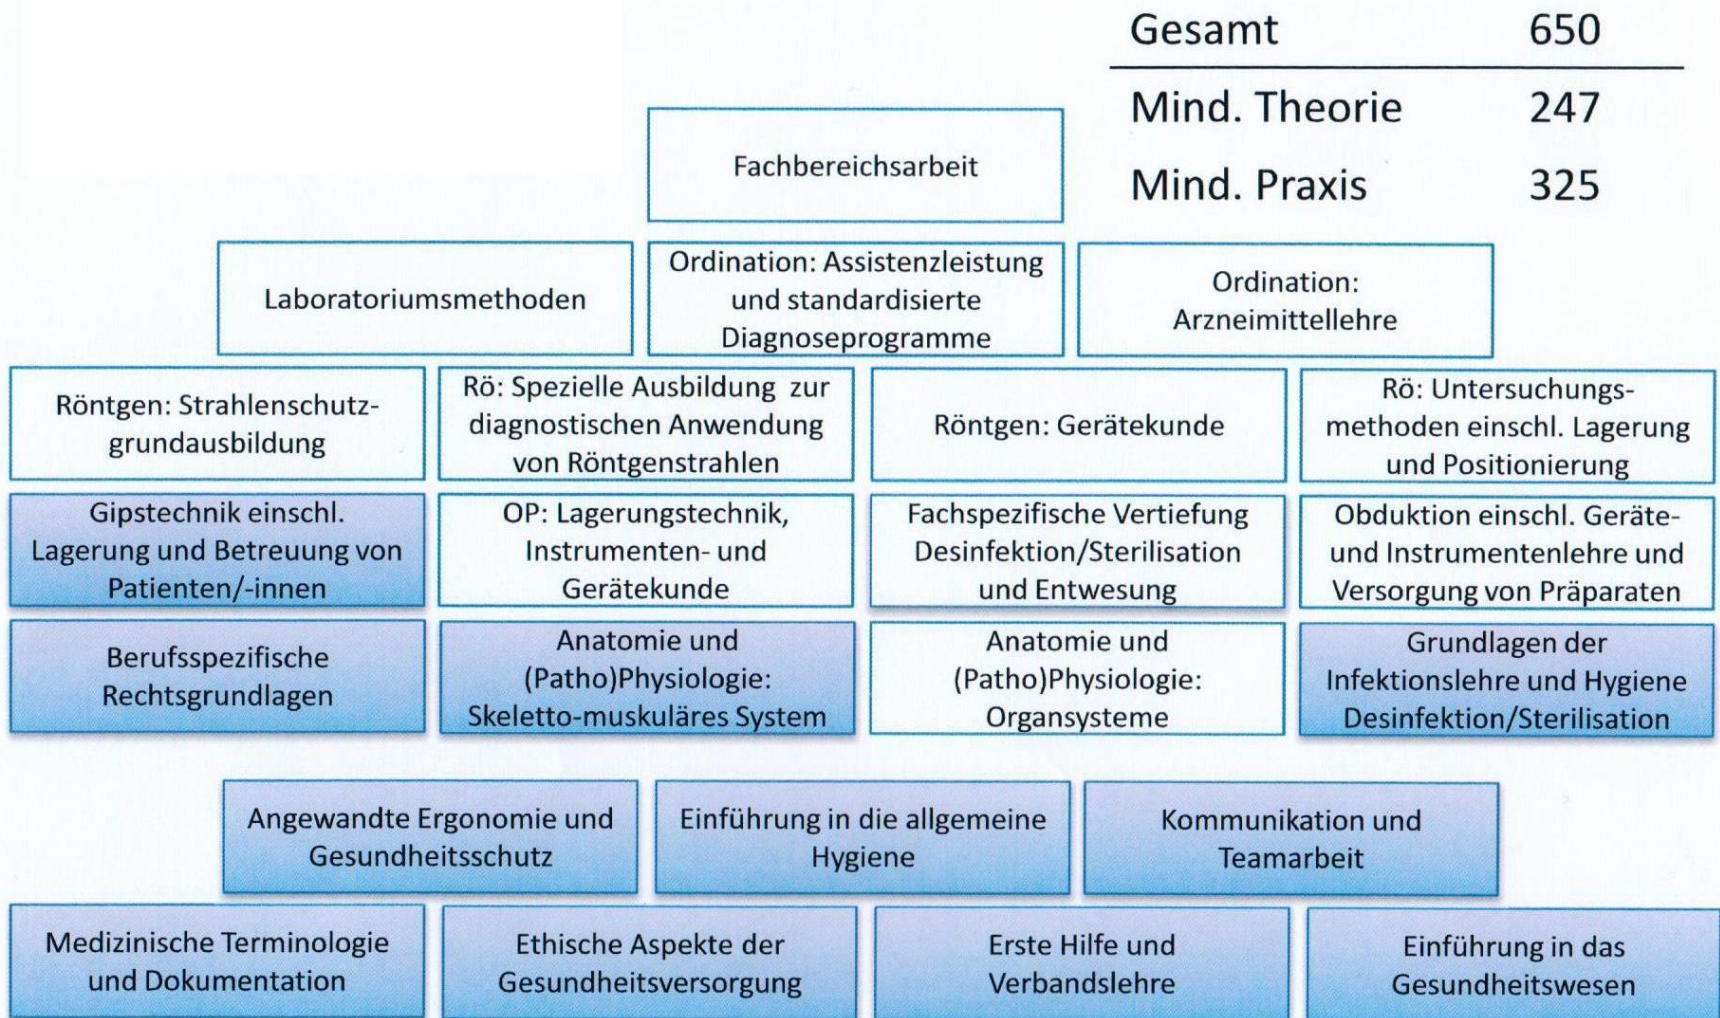 Gesamt 650
Mind. Theorie 247
Mind. Praxis 325
Fachbereichsarbeit
Laboratoriumsmethoden
Ordination: Assistenzleistung
und standardisierte
Diagnoseprogramme
Ordination:
Arzneimittellehre
Röntgen: Strahlenschutz-
grundausbildung
Rö: Spezielle Ausbildung zur
diagnostischen Anwendung
von Röntgenstrahlen
Röntgen: Gerätekunde
Rö: Untersuchungs-
methoden einschl. Lagerung
und Positionierung
Gipstechnik einschl.
Lagerung und Betreuung von
Patienten/-innen
OP: Lagerungstechnik,
Instrumenten- und
Gerätekunde
Fachspezifische Vertiefung
Desinfektion/Sterilisation
und Entwesung
Obduktion einschl. Geräte-
und Instrumentenlehre und
Versorgung von Präparaten
Berufsspezifische
Rechtsgrundlagen
Anatomie und
(Patho)Physiologie:
Skeletto-muskuläres System
Anatomie und
(Patho)Physiologie:
Organsysteme
Grundlagen der
Infektionslehre und Hygiene
Desinfektion/Sterilisation
Angewandte Ergonomie und
Gesundheitsschutz
Einführung in die allgemeine
Hygiene
Kommunikation und
Teamarbeit
Medizinische Terminologie
und Dokumentation
Ethische Aspekte der
Gesundheitsversorgung
Erste Hilfe und
Verbandslehre
Einführung in das
Gesundheitswesen